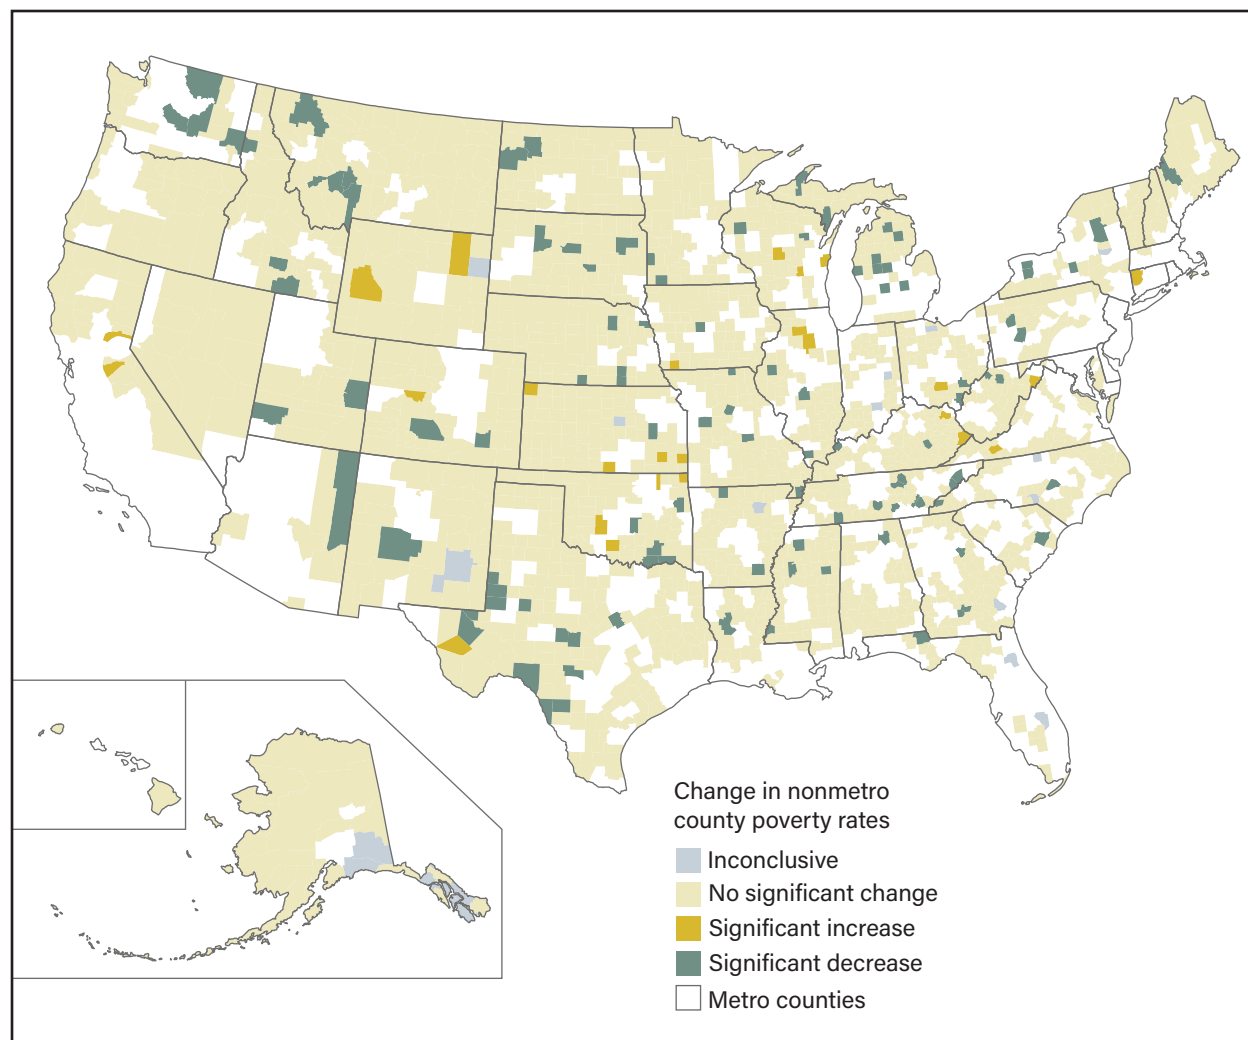 Change in nonmetro
county poverty rates
Inconclusive
No significant change
Significant increase
Significant decrease
Metro counties